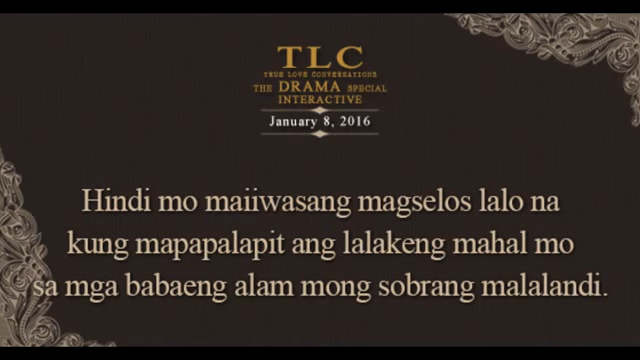 TLC
TRUE LOVE CONVERSATIONS
THE DRAMA SPECIAL
INTERACTIVE
January 8, 2016
Hindi mo maiiwasang magselos lalo na
kung mapapalapit ang lalakeng mahal mo
sa mga babaeng alam mong sobrang malalandi.